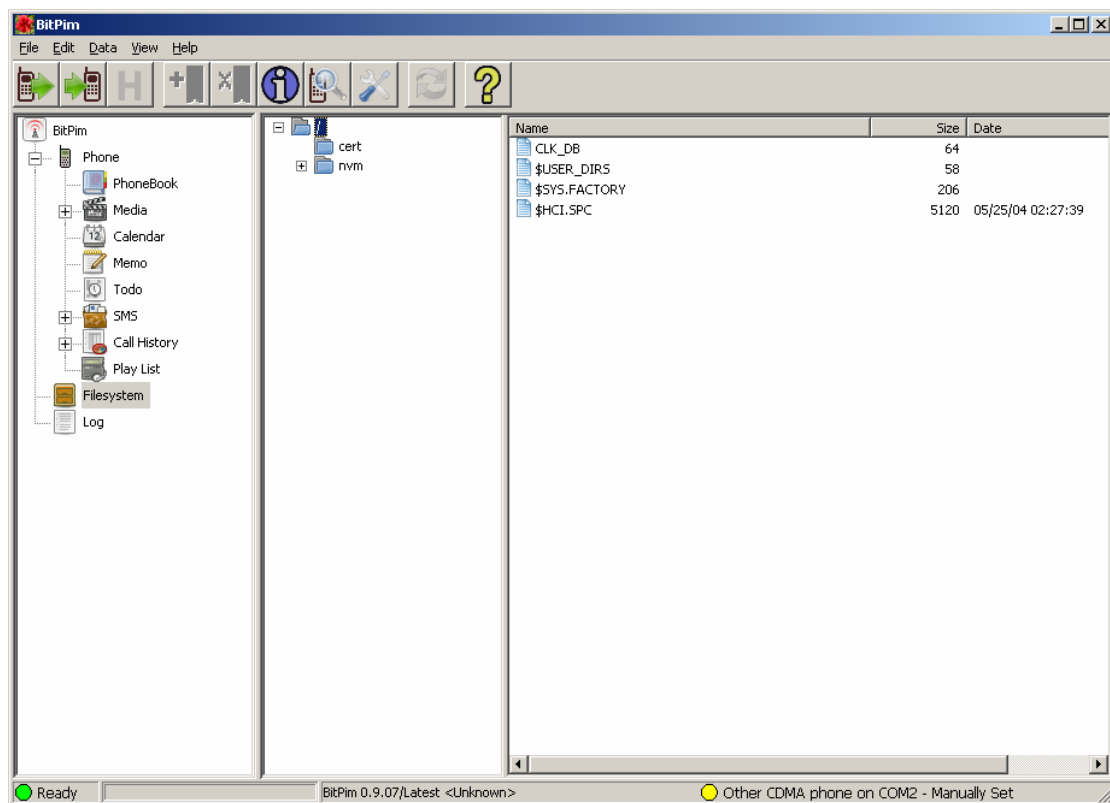 BitPim
File Edit Data View Help
H
BitPim
Phone
PhoneBook
Media
12
Calendar
Memo
Todo
SMS
Call History
Play List
Filesystem
Log
/
cert
nvm
Name Size Date
CLK_DB 64
$USER_DIRS 58
$SYS.FACTORY 206
$HCI.SPC 5120 05/25/04 02:27:39
Ready BitPim 0.9.07/Latest <Unknown> Other CDMA phone on COM2 - Manually Set